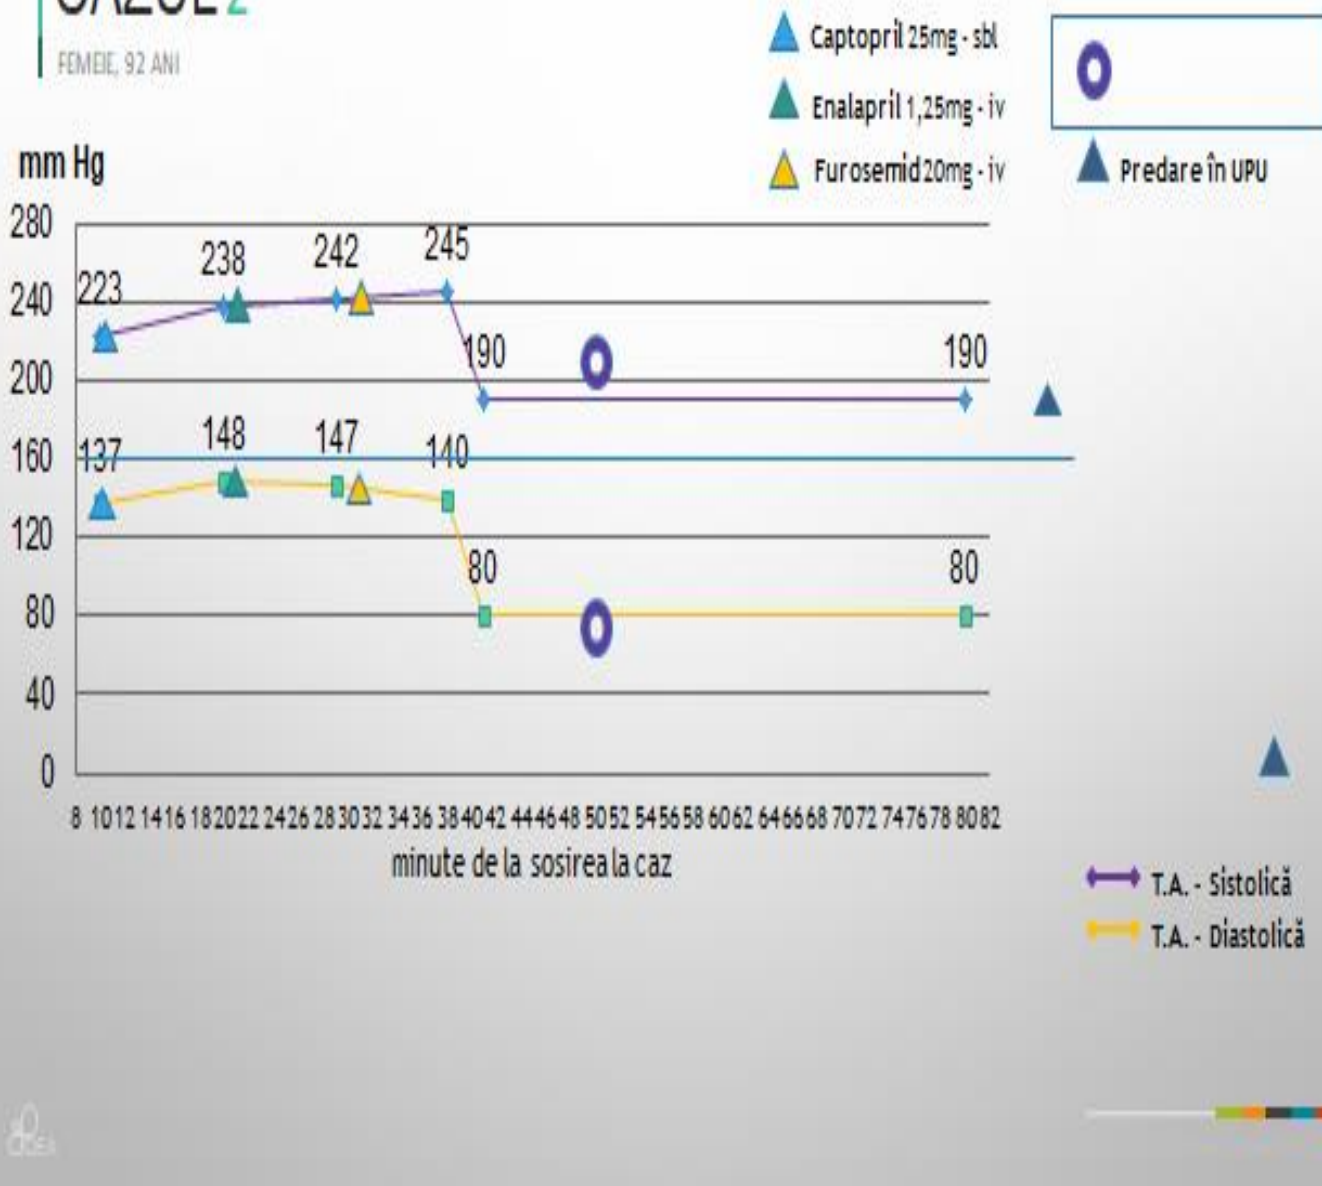 CAZUL 2
FEMEIE, 92 ANI
Captopril 25mg - sbl
Enalapril 1,25mg - iv
Furosemid 20mg - iv
Predare în UPU
mm Hg
280
240
200
160
120
80
40
0
223
238
242
245
190
190
137
148
147
140
80
80
8 10 12 14 16 18 20 22 24 26 28 30 32 34 36 38 40 42 44 46 48 50 52 54 56 58 60 62 64 66 68 70 72 74 76 78 80 82
minute de la sosirea la caz
T.A. - Sistolică
T.A. - Diastolică